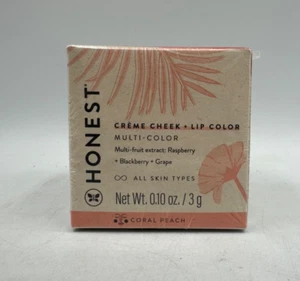 HONEST
CRÈME CHEEK + LIP COLOR
MULTI-COLOR
Multi-fruit extract: Raspberry
+ Blackberry + Grape
ALL SKIN TYPES
Net Wt. 0.10 oz. / 3 g
CORAL PEACH